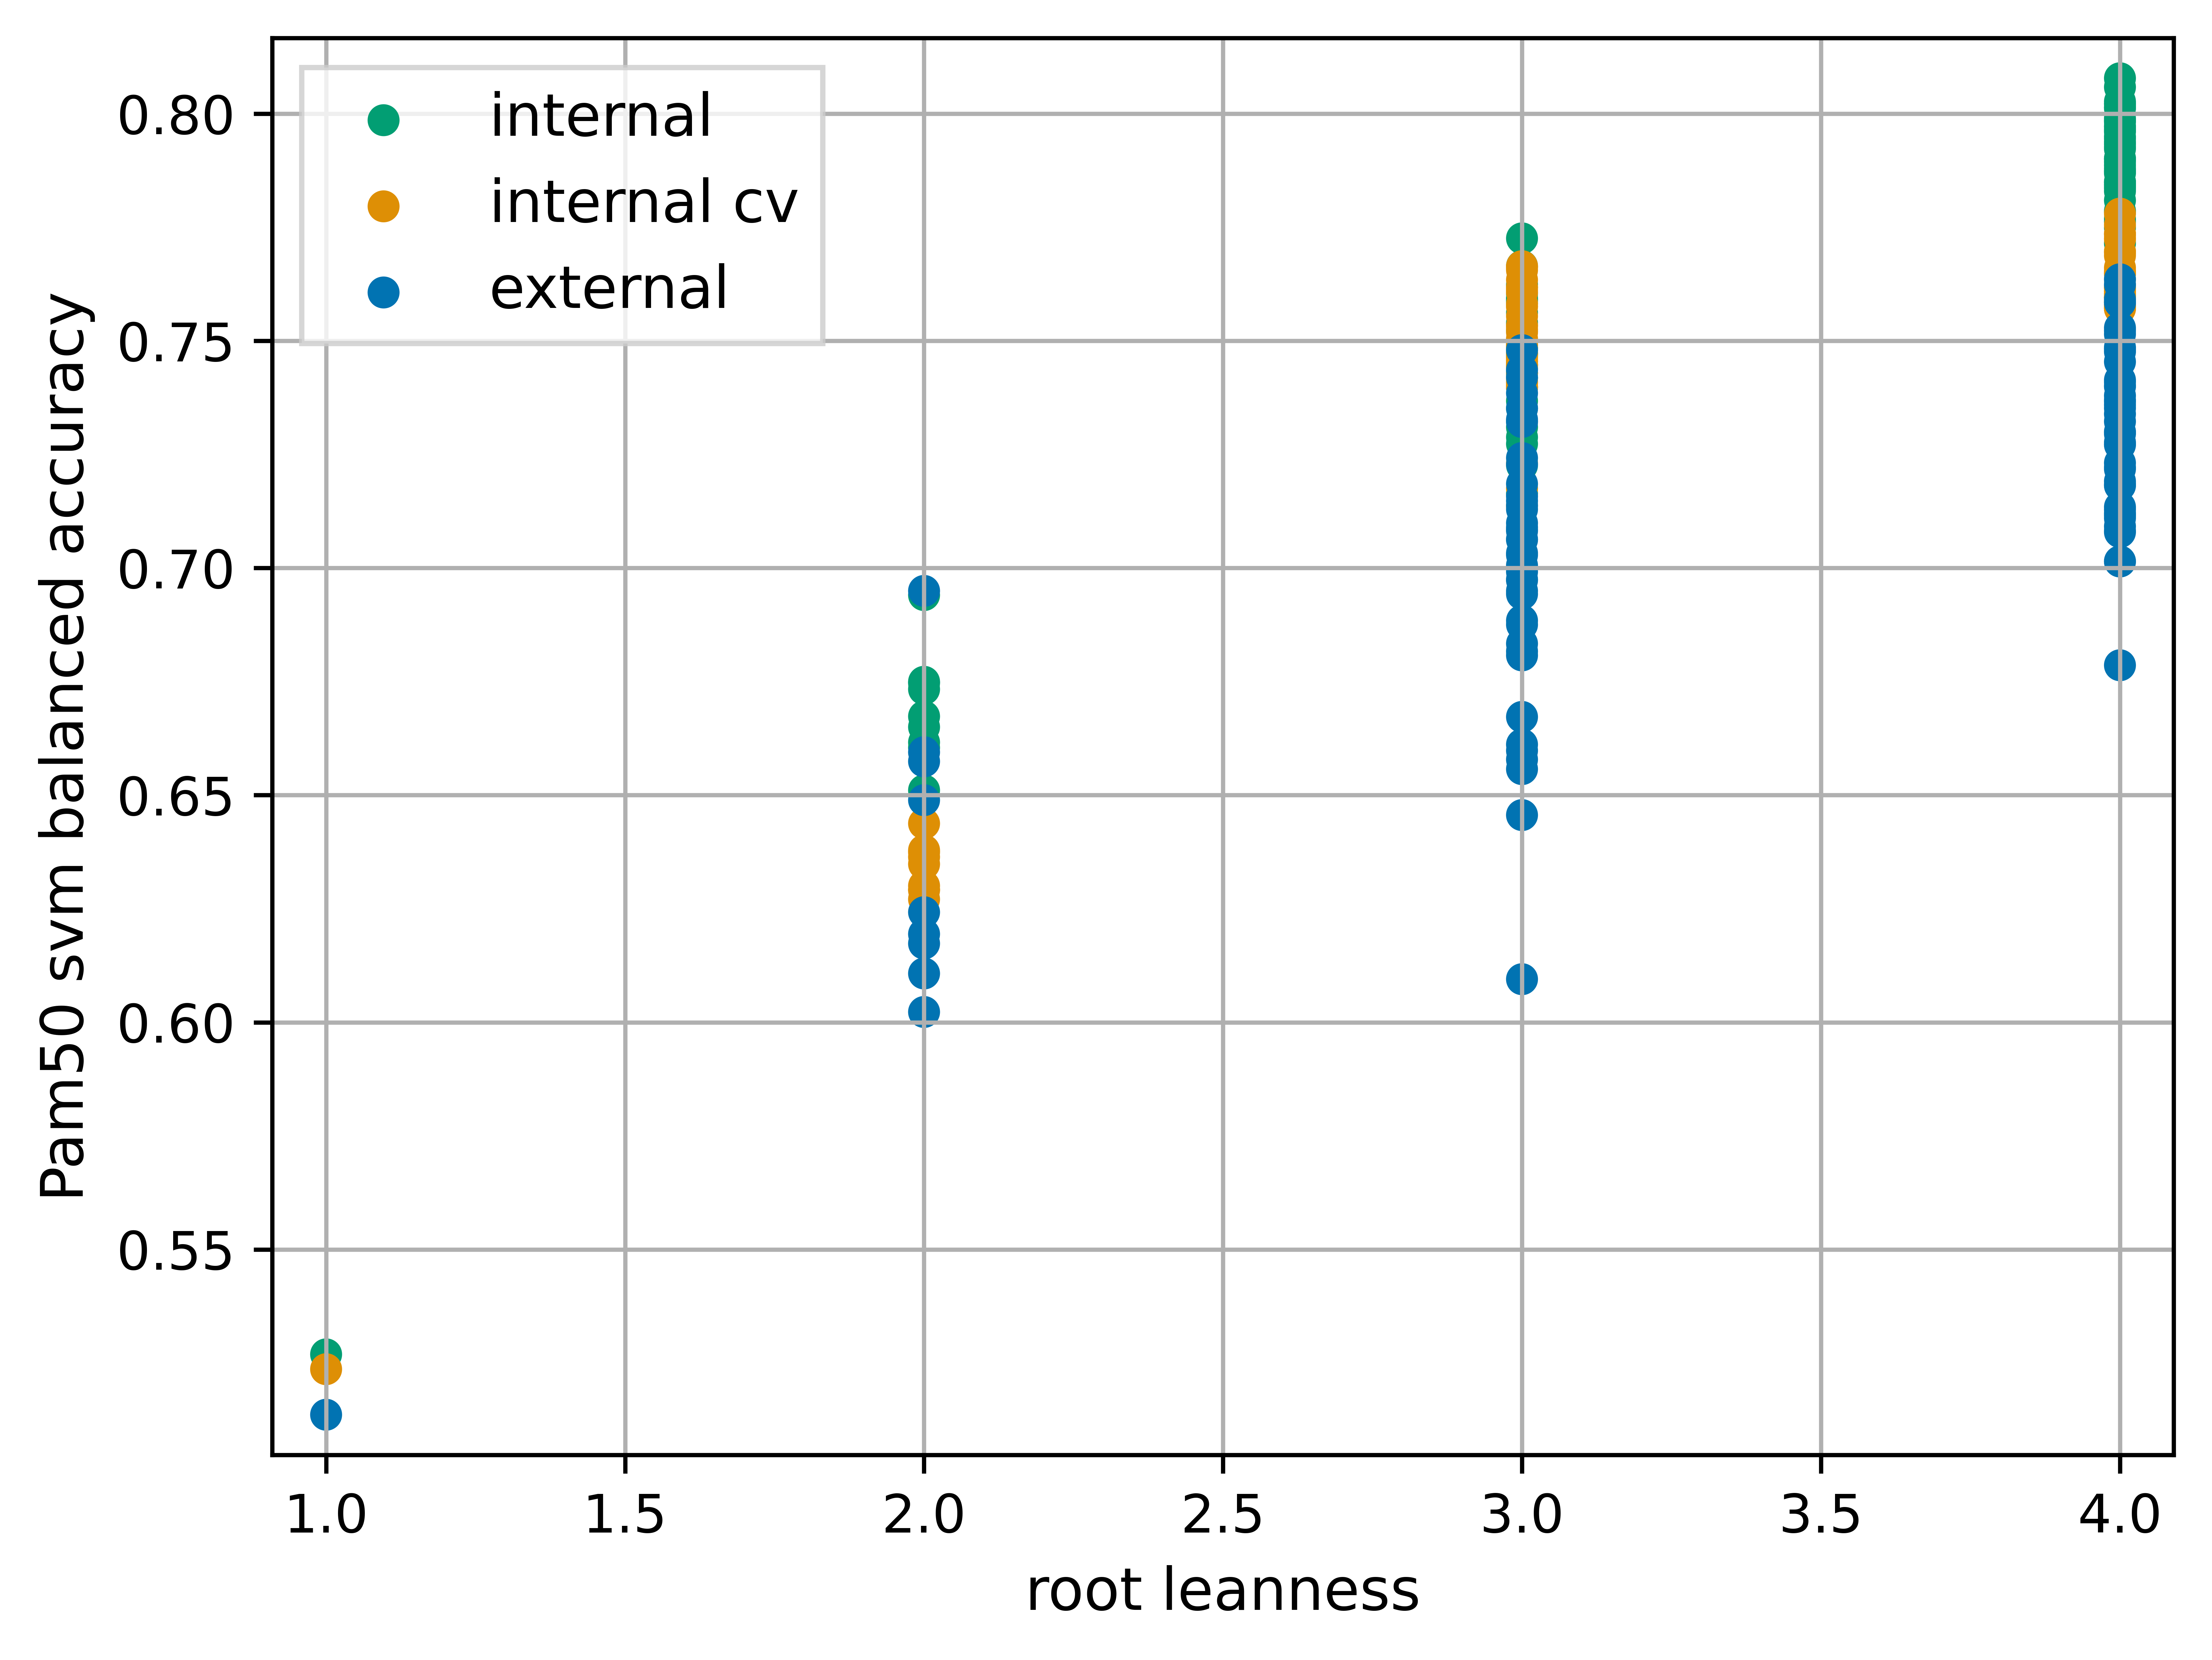 internal
internal cv
external
Pam50 svm balanced accuracy
0.80
0.75
0.70
0.65
0.60
0.55
1.0 1.5 2.0 2.5 3.0 3.5 4.0
root leanness